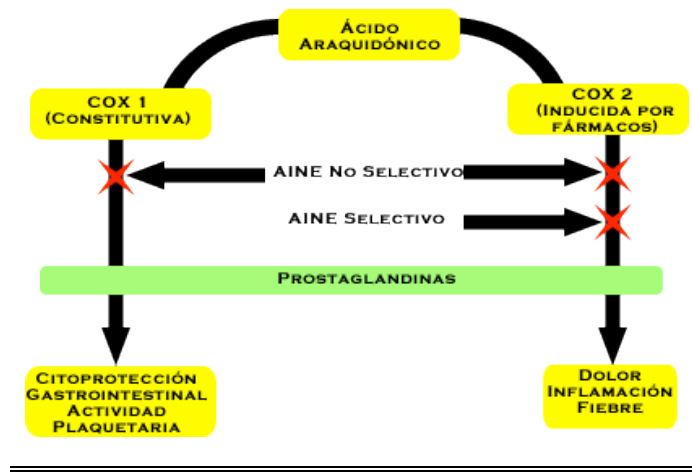 Ácido
Araquidónico
COX 1
(Constitutiva)
COX 2
(Inducida por
fármacos)
AINE No Selectivo
AINE Selectivo
Prostaglandinas
Citoprotección
Gastrointestinal
Actividad
Plaquetaria
Dolor
Inflamación
Fiebre